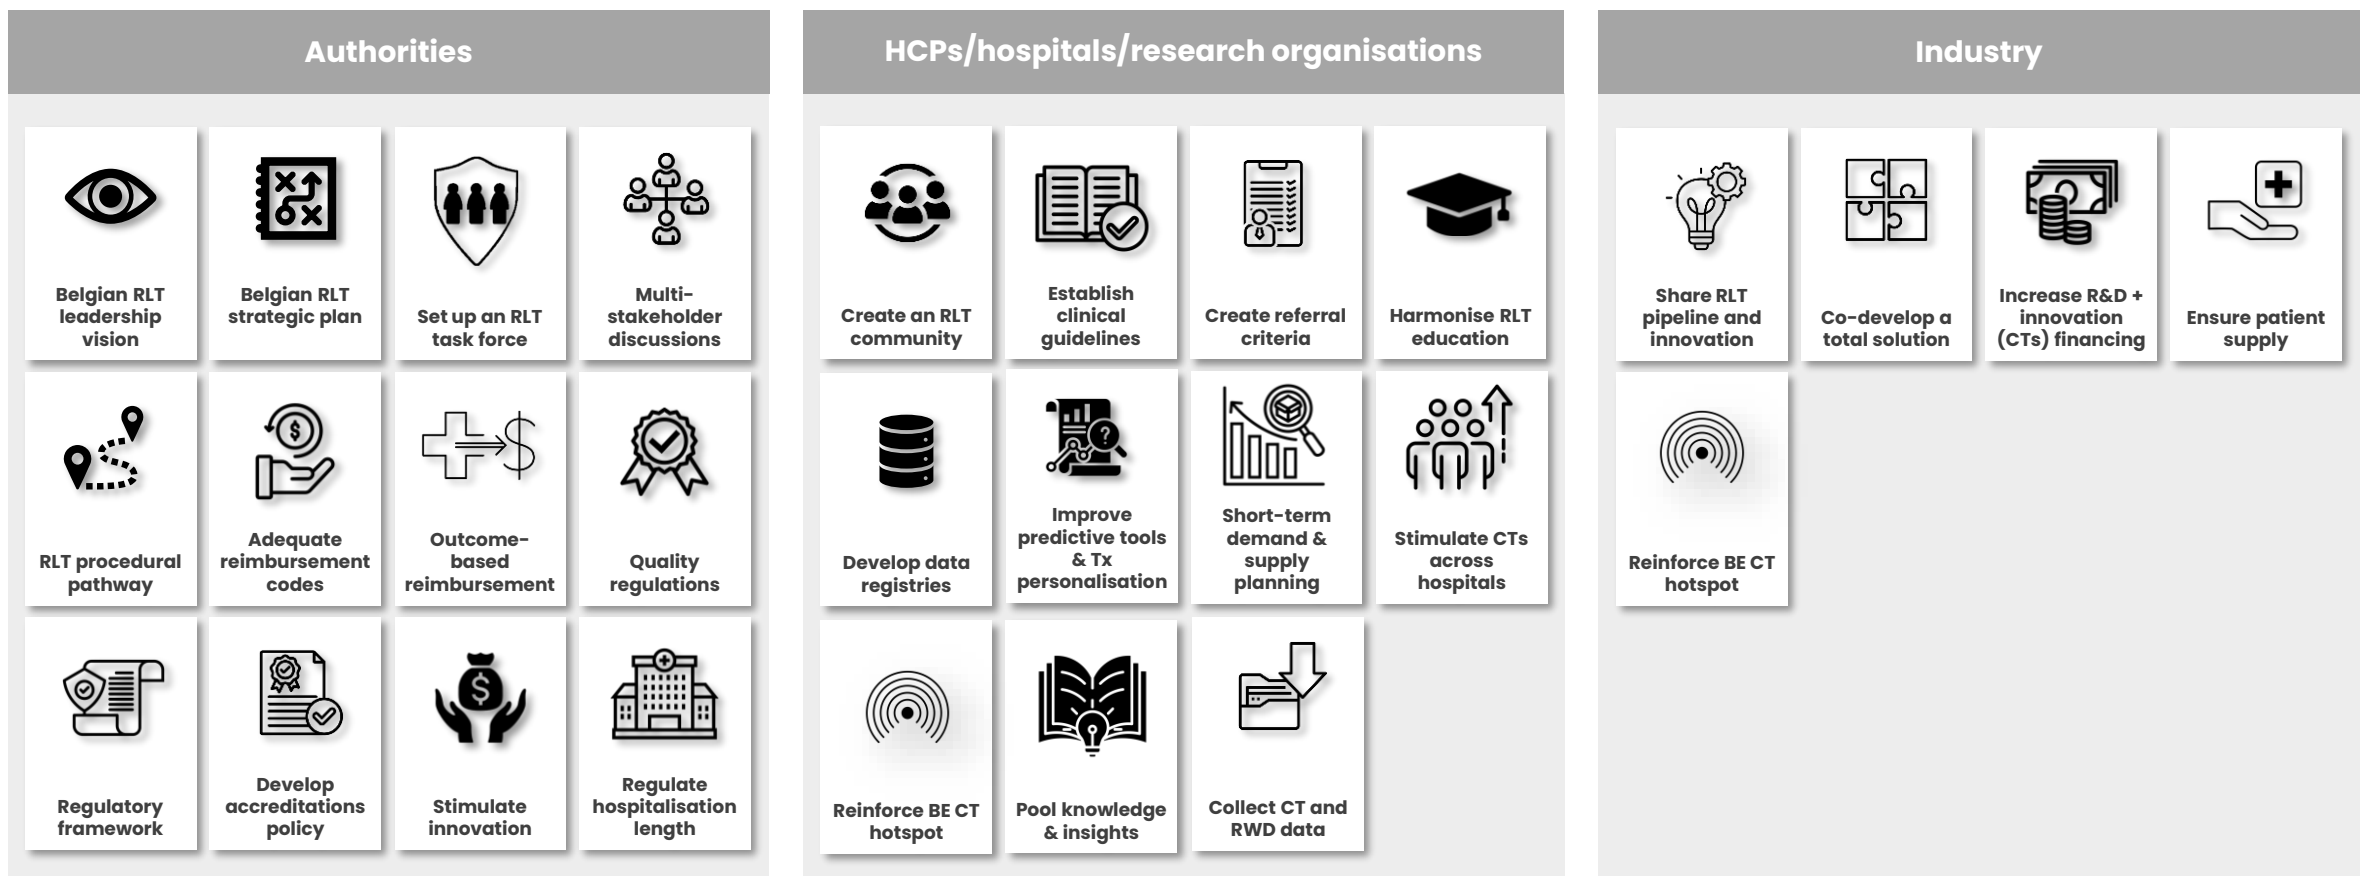 Authorities
Belgian RLT
leadership
vision
Belgian RLT
strategic plan
Set up an RLT
task force
Multi-
stakeholder
discussions
RLT procedural
pathway
Adequate
reimbursement
codes
Outcome-
based
reimbursement
Quality
regulations
Regulatory
framework
Develop
accreditations
policy
Stimulate
innovation
Regulate
hospitalisation
length
HCPs/hospitals/research organisations
Create an RLT
community
Establish
clinical
guidelines
Create referral
criteria
Harmonise RLT
education
Develop data
registries
Improve
predictive tools
& Tx
personalisation
Short-term
demand &
supply
planning
Stimulate CTs
across
hospitals
Reinforce BE CT
hotspot
Pool knowledge
& insights
Collect CT and
RWD data
Industry
Share RLT
pipeline and
innovation
Co-develop a
total solution
Increase R&D +
innovation
(CTs) financing
Ensure patient
supply
Reinforce BE CT
hotspot